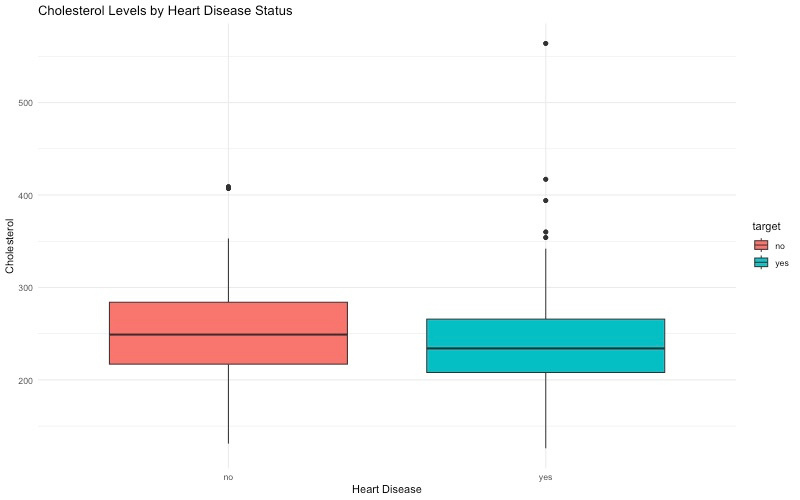 Cholesterol Levels by Heart Disease Status
Cholesterol
500
400
300
200
no
yes
Heart Disease
target
no
yes